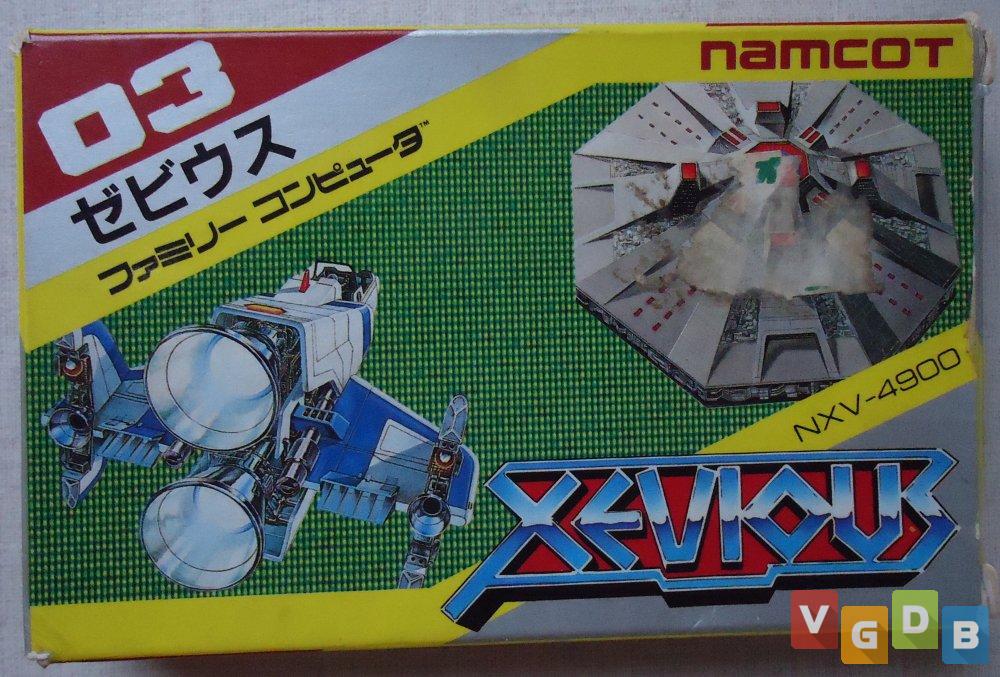 03
namcoT
ゼビウス
ファミリー コンピュータ™
NXV-4900
XEVIOUS
VGDB